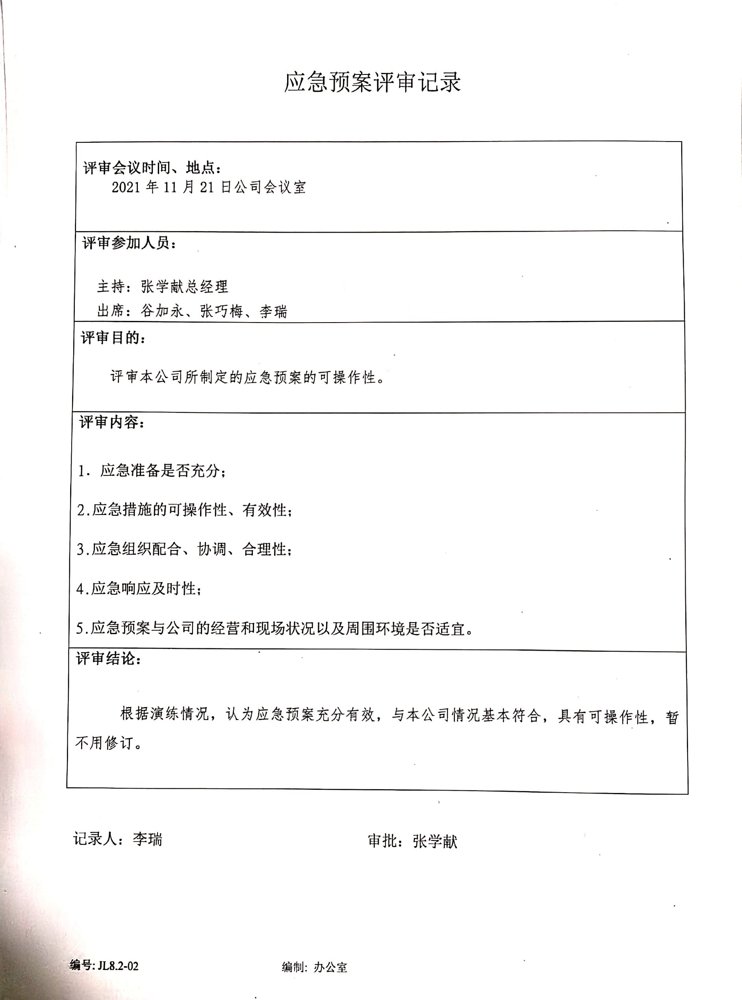 应急预案评审记录
评审会议时间、地点：
2021 年 11 月 21 日公司会议室
评审参加人员：
主持：张学献总经理
出席：谷加永、张巧梅、李瑞
评审目的：
评审本公司所制定的应急预案的可操作性。
评审内容：
1. 应急准备是否充分；
2.应急措施的可操作性、有效性；
3.应急组织配合、协调、合理性；
4.应急响应及时性；
5.应急预案与公司的经营和现场状况以及周围环境是否适宜。
评审结论：
根据演练情况，认为应急预案充分有效，与本公司情况基本符合，具有可操作性，暂
不用修订。
记录人：李瑞 审批：张学献
编号: JL8.2-02 编制: 办公室